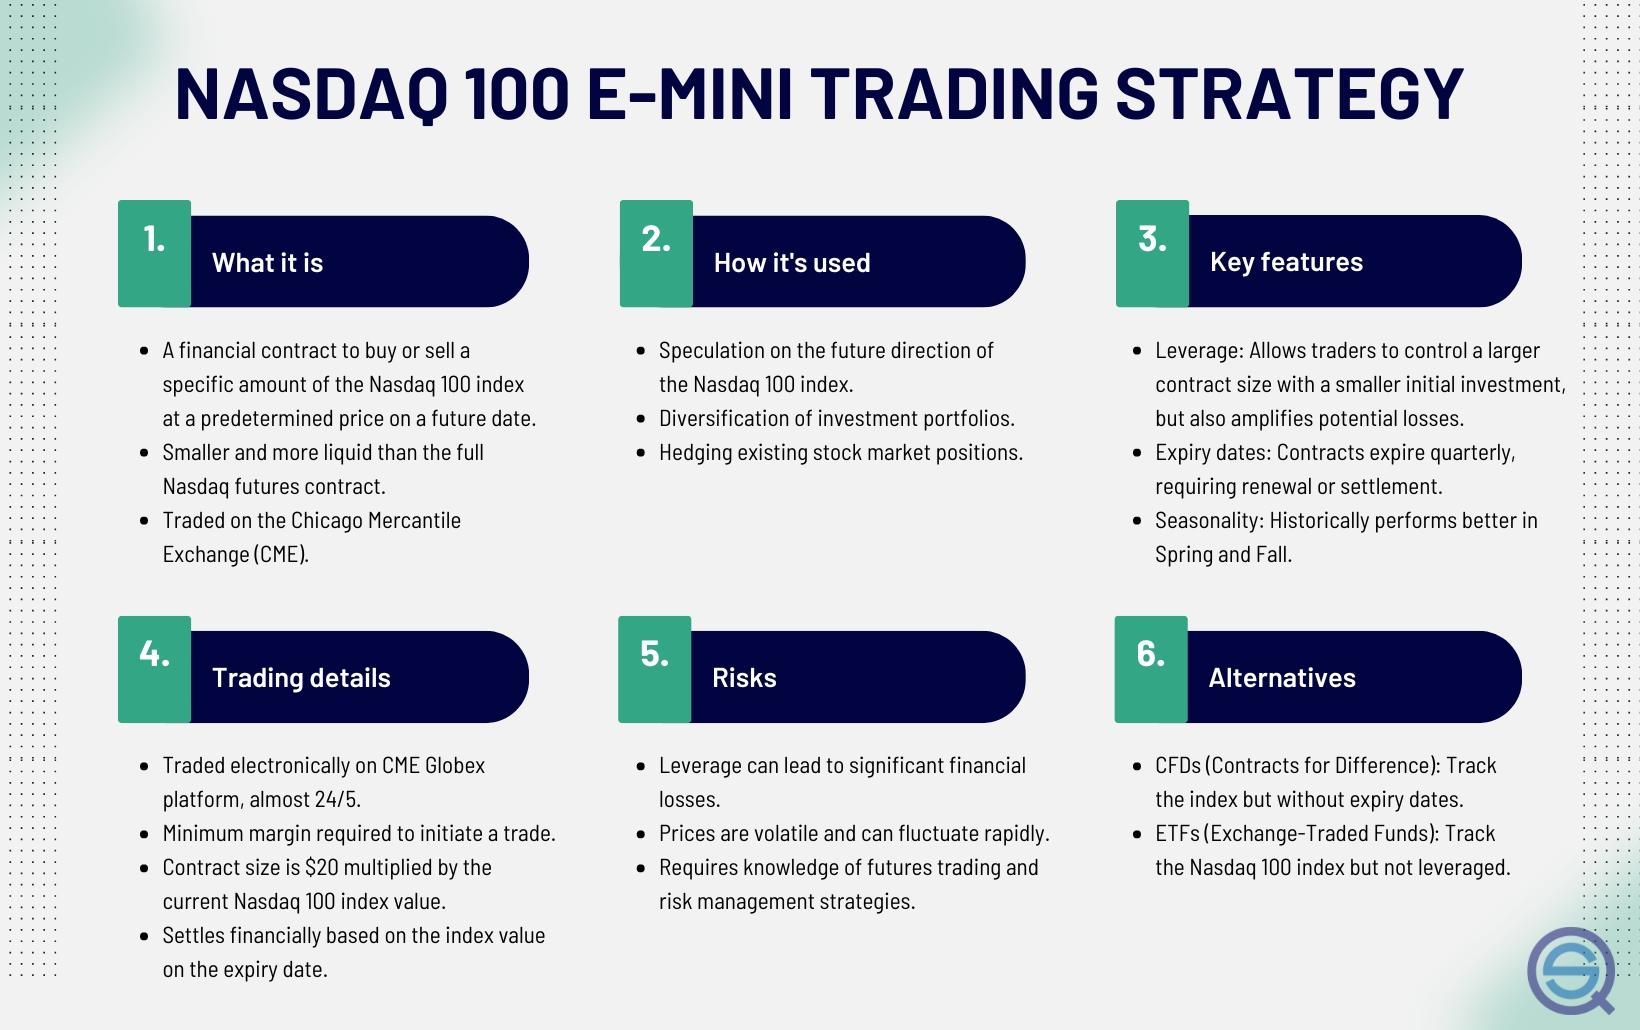 NASDAQ 100 E-MINI TRADING STRATEGY
1.
What it is
• A financial contract to buy or sell a
specific amount of the Nasdaq 100 index
at a predetermined price on a future date.
• Smaller and more liquid than the full
Nasdaq futures contract.
• Traded on the Chicago Mercantile
Exchange (CME).
2.
How it's used
• Speculation on the future direction of
the Nasdaq 100 index.
• Diversification of investment portfolios.
• Hedging existing stock market positions.
3.
Key features
• Leverage: Allows traders to control a larger
contract size with a smaller initial investment,
but also amplifies potential losses.
• Expiry dates: Contracts expire quarterly,
requiring renewal or settlement.
• Seasonality: Historically performs better in
Spring and Fall.
4.
Trading details
• Traded electronically on CME Globex
platform, almost 24/5.
• Minimum margin required to initiate a trade.
• Contract size is $20 multiplied by the
current Nasdaq 100 index value.
• Settles financially based on the index value
on the expiry date.
5.
Risks
• Leverage can lead to significant financial
losses.
• Prices are volatile and can fluctuate rapidly.
• Requires knowledge of futures trading and
risk management strategies.
6.
Alternatives
• CFDs (Contracts for Difference): Track
the index but without expiry dates.
• ETFs (Exchange-Traded Funds): Track
the Nasdaq 100 index but not leveraged.